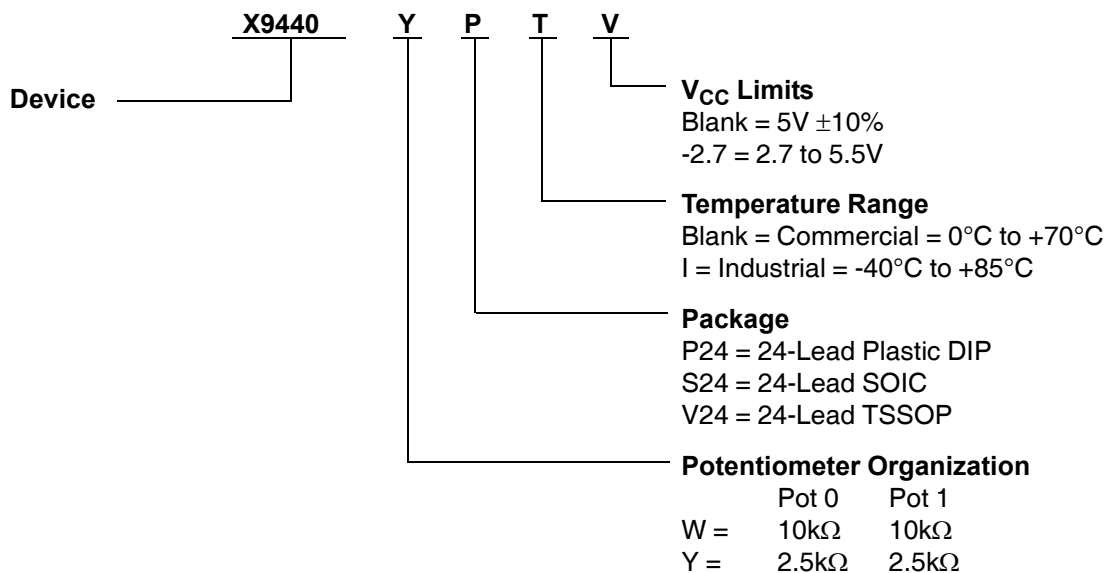 X9440 Y P T V
Device
VCC Limits
Blank = 5V ±10%
-2.7 = 2.7 to 5.5V
Temperature Range
Blank = Commercial = 0°C to +70°C
I = Industrial = -40°C to +85°C
Package
P24 = 24-Lead Plastic DIP
S24 = 24-Lead SOIC
V24 = 24-Lead TSSOP
Potentiometer Organization
Pot 0 Pot 1
W = 10kΩ 10kΩ
Y = 2.5kΩ 2.5kΩ